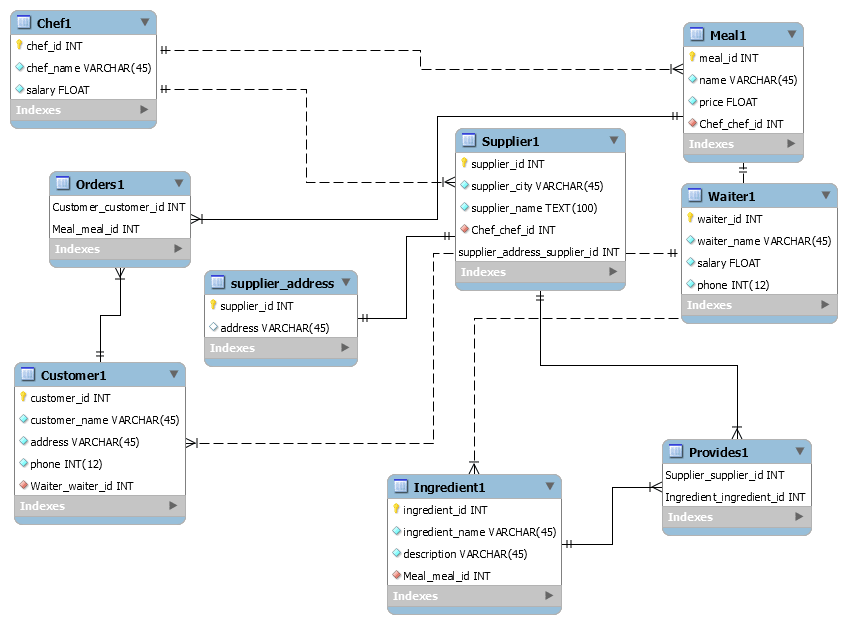 Chef1
chef_id INT
chef_name VARCHAR(45)
salary FLOAT
Indexes
Meal1
meal_id INT
name VARCHAR(45)
price FLOAT
Chef_chef_id INT
Indexes
Supplier1
supplier_id INT
supplier_city VARCHAR(45)
supplier_name TEXT(100)
Chef_chef_id INT
supplier_address_supplier_id INT
Indexes
Orders1
Customer_customer_id INT
Meal_meal_id INT
Indexes
Waiter1
waiter_id INT
waiter_name VARCHAR(45)
salary FLOAT
phone INT(12)
Indexes
supplier_address
supplier_id INT
address VARCHAR(45)
Indexes
Customer1
customer_id INT
customer_name VARCHAR(45)
address VARCHAR(45)
phone INT(12)
Waiter_waiter_id INT
Indexes
Provides1
Supplier_supplier_id INT
Ingredient_ingredient_id INT
Indexes
Ingredient1
ingredient_id INT
ingredient_name VARCHAR(45)
description VARCHAR(45)
Meal_meal_id INT
Indexes